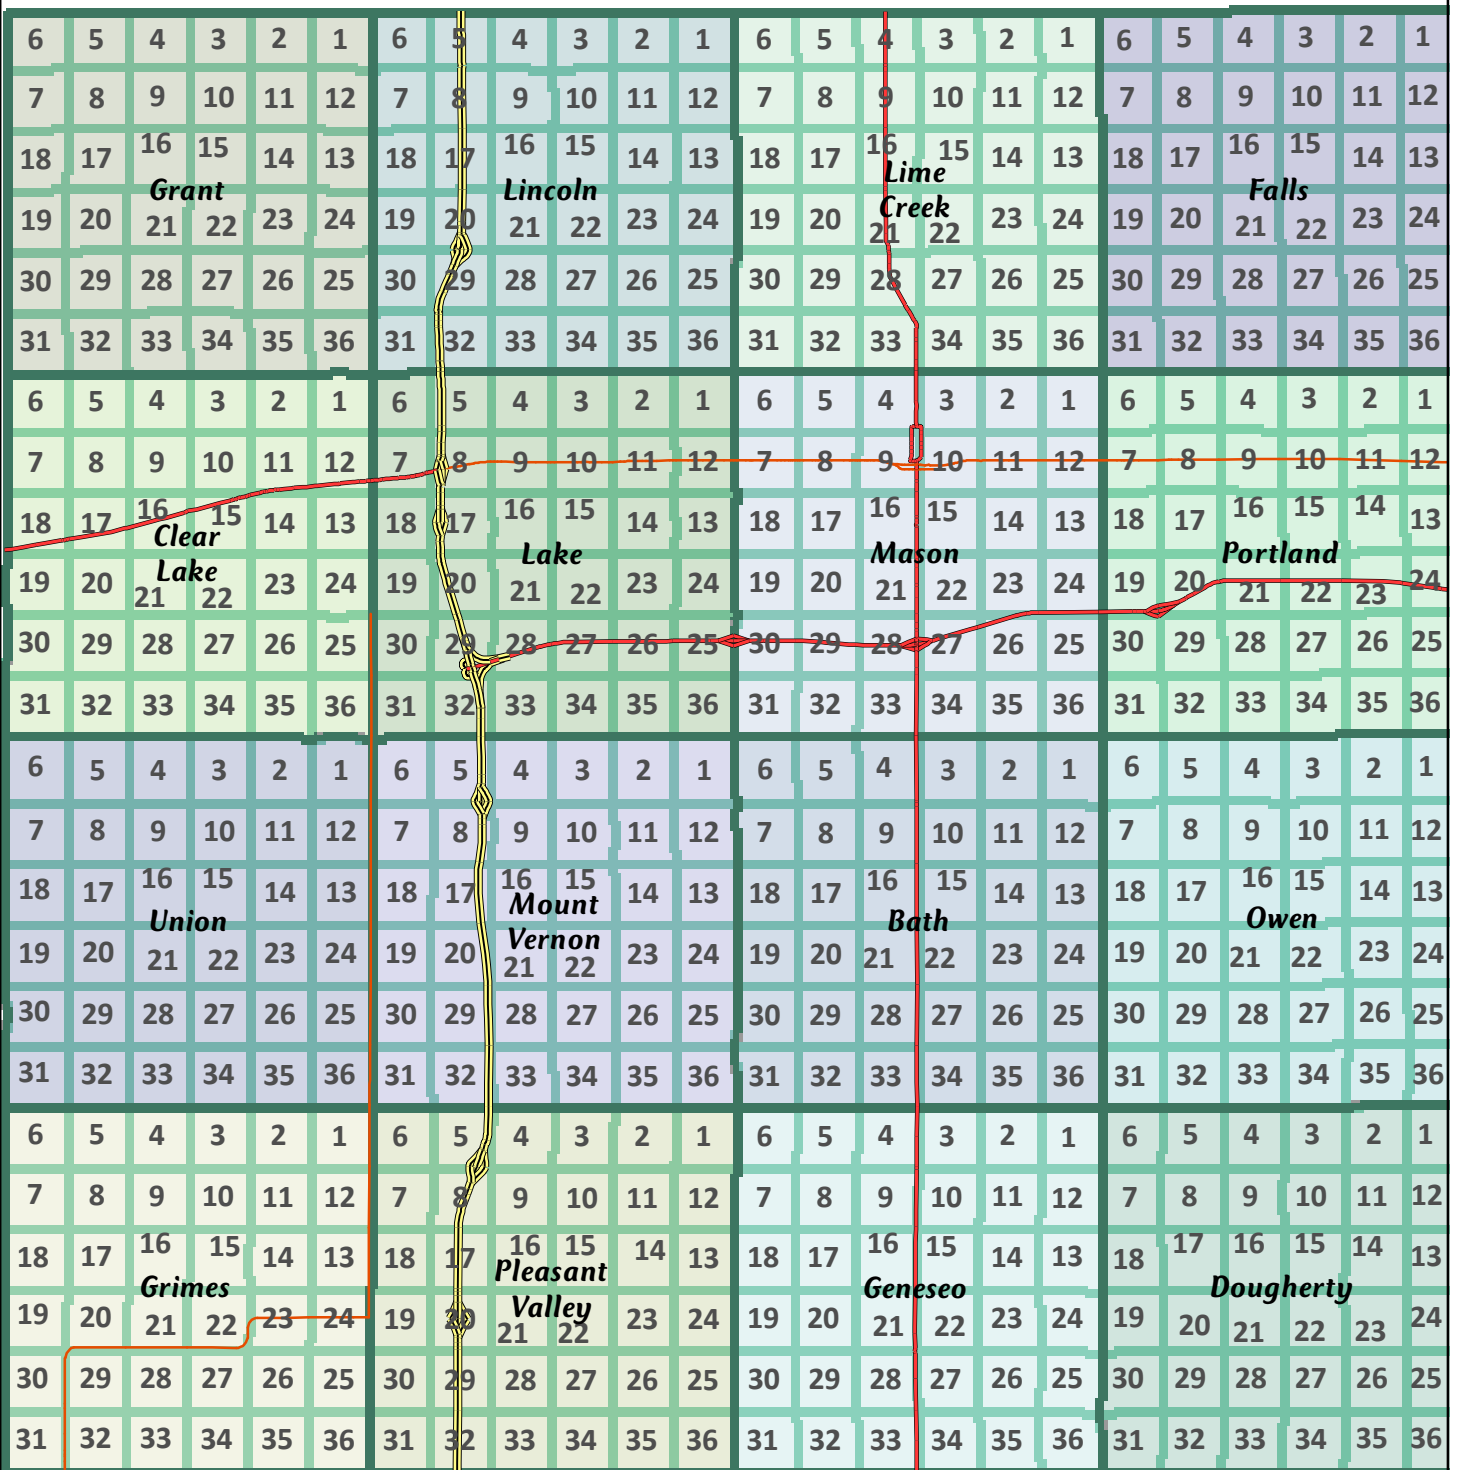 6 5 4 3 2 1 6 5 4 3 2 1 6 5 4 3 2 1 6 5 4 3 2 1
7 8 9 10 11 12 7 8 9 10 11 12 7 8 9 10 11 12 7 8 9 10 11 12
18 17 16 15 14 13 18 17 16 15 14 13 18 17 16 15 14 13 18 17 16 15 14 13
Grant Lincoln Lime Creek Falls
19 20 21 22 23 24 19 20 21 22 23 24 19 20 21 22 23 24 19 20 21 22 23 24
30 29 28 27 26 25 30 29 28 27 26 25 30 29 28 27 26 25 30 29 28 27 26 25
31 32 33 34 35 36 31 32 33 34 35 36 31 32 33 34 35 36 31 32 33 34 35 36
6 5 4 3 2 1 6 5 4 3 2 1 6 5 4 3 2 1 6 5 4 3 2 1
7 8 9 10 11 12 7 8 9 10 11 12 7 8 9 10 11 12 7 8 9 10 11 12
18 17 16 15 14 13 18 17 16 15 14 13 18 17 16 15 14 13 18 17 16 15 14 13
Clear Lake Lake Mason Portland
19 20 21 22 23 24 19 20 21 22 23 24 19 20 21 22 23 24 19 20 21 22 23 24
30 29 28 27 26 25 30 29 28 27 26 25 30 29 28 27 26 25 30 29 28 27 26 25
31 32 33 34 35 36 31 32 33 34 35 36 31 32 33 34 35 36 31 32 33 34 35 36
6 5 4 3 2 1 6 5 4 3 2 1 6 5 4 3 2 1 6 5 4 3 2 1
7 8 9 10 11 12 7 8 9 10 11 12 7 8 9 10 11 12 7 8 9 10 11 12
18 17 16 15 14 13 18 17 16 15 14 13 18 17 16 15 14 13 18 17 16 15 14 13
Union Mount Vernon Bath Owen
19 20 21 22 23 24 19 20 21 22 23 24 19 20 21 22 23 24 19 20 21 22 23 24
30 29 28 27 26 25 30 29 28 27 26 25 30 29 28 27 26 25 30 29 28 27 26 25
31 32 33 34 35 36 31 32 33 34 35 36 31 32 33 34 35 36 31 32 33 34 35 36
6 5 4 3 2 1 6 5 4 3 2 1 6 5 4 3 2 1 6 5 4 3 2 1
7 8 9 10 11 12 7 8 9 10 11 12 7 8 9 10 11 12 7 8 9 10 11 12
18 17 16 15 14 13 18 17 16 15 14 13 18 17 16 15 14 13 18 17 16 15 14 13
Grimes Pleasant Valley Geneseo Dougherty
19 20 21 22 23 24 19 20 21 22 23 24 19 20 21 22 23 24 19 20 21 22 23 24
30 29 28 27 26 25 30 29 28 27 26 25 30 29 28 27 26 25 30 29 28 27 26 25
31 32 33 34 35 36 31 32 33 34 35 36 31 32 33 34 35 36 31 32 33 34 35 36